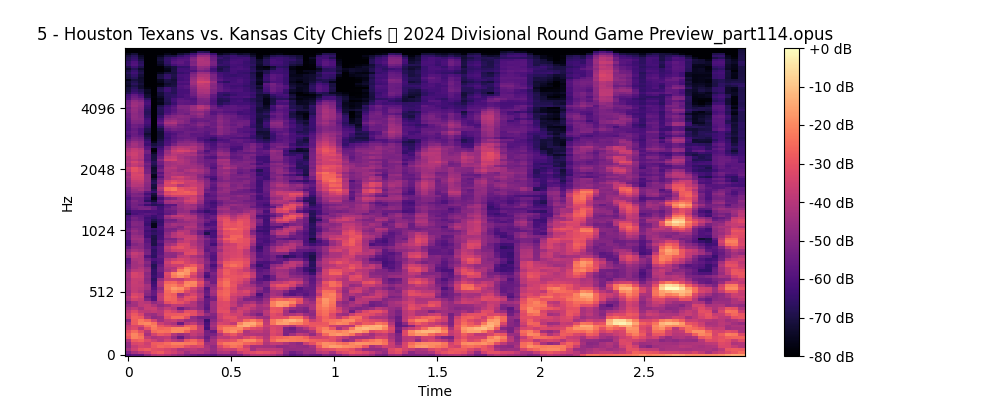 5 - Houston Texans vs. Kansas City Chiefs ▯ 2024 Divisional Round Game Preview_part114.opus
+0 dB
-10 dB
-20 dB
-30 dB
-40 dB
-50 dB
-60 dB
-70 dB
-80 dB
Hz
4096
2048
1024
512
0
0 0.5 1 1.5 2 2.5
Time